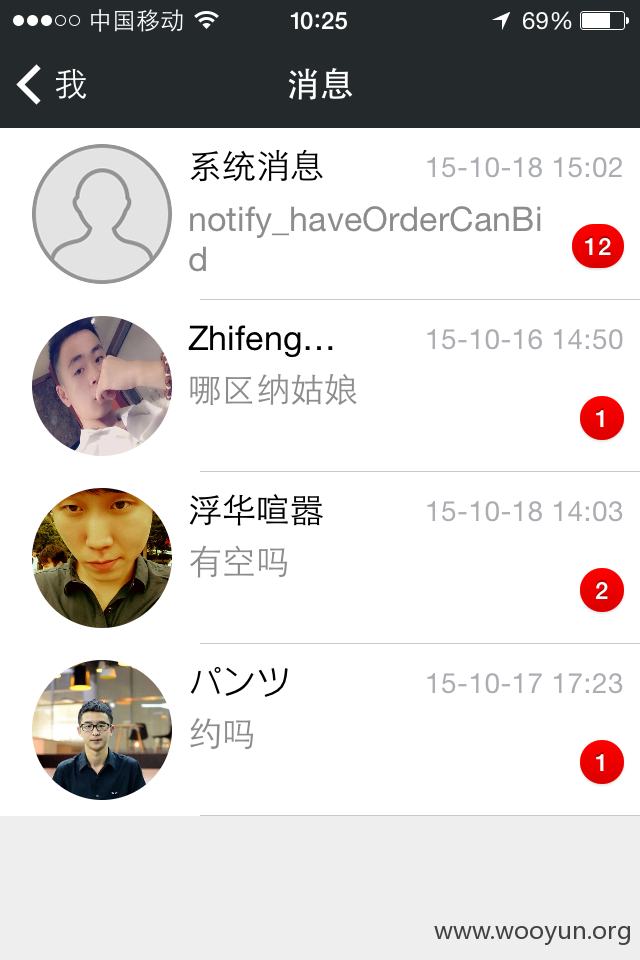 中国移动 10:25 69%
我 消息
系统消息 15-10-18 15:02
notify_haveOrderCanBi
d
12
Zhifeng... 15-10-16 14:50
哪区纳姑娘
1
浮华喧嚣 15-10-18 14:03
有空吗
2
パンツ 15-10-17 17:23
约吗
1
www.wooyun.org